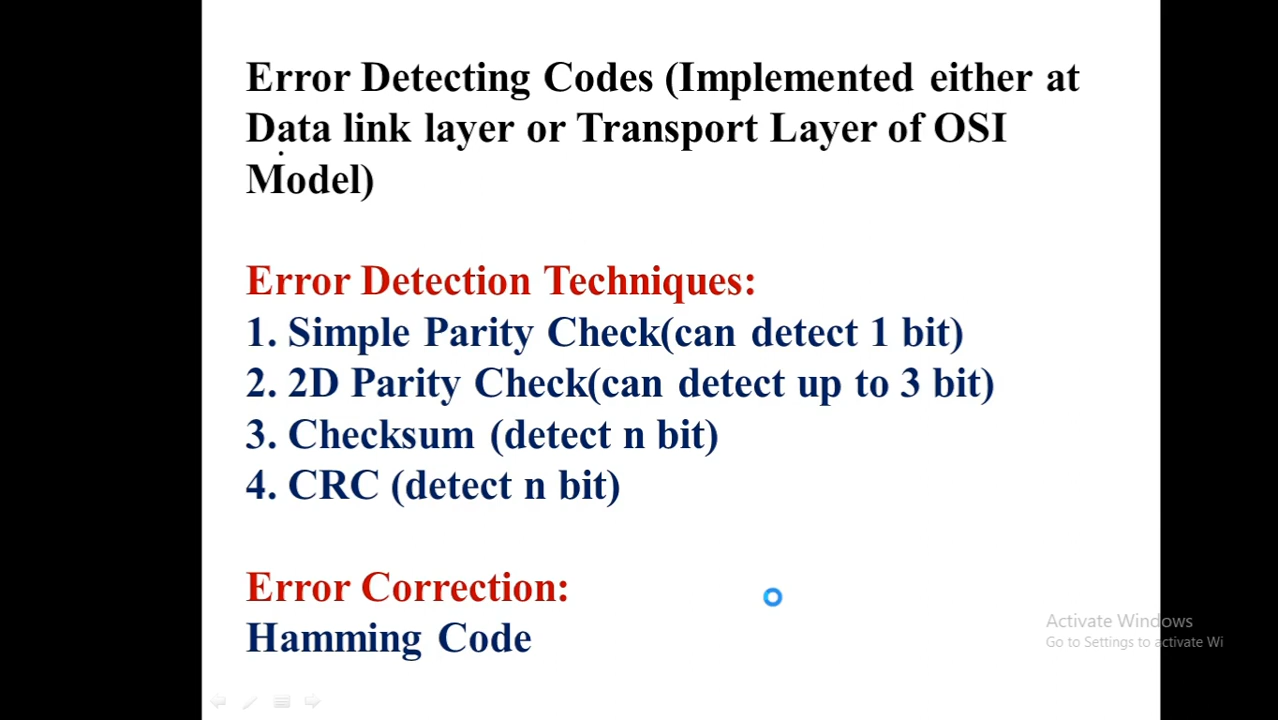 Error Detecting Codes (Implemented either at
Data link layer or Transport Layer of OSI
Model)
Error Detection Techniques:
1. Simple Parity Check(can detect 1 bit)
2. 2D Parity Check(can detect up to 3 bit)
3. Checksum (detect n bit)
4. CRC (detect n bit)
Error Correction:
Hamming Code
Activate Windows
Go to Settings to activate Wi